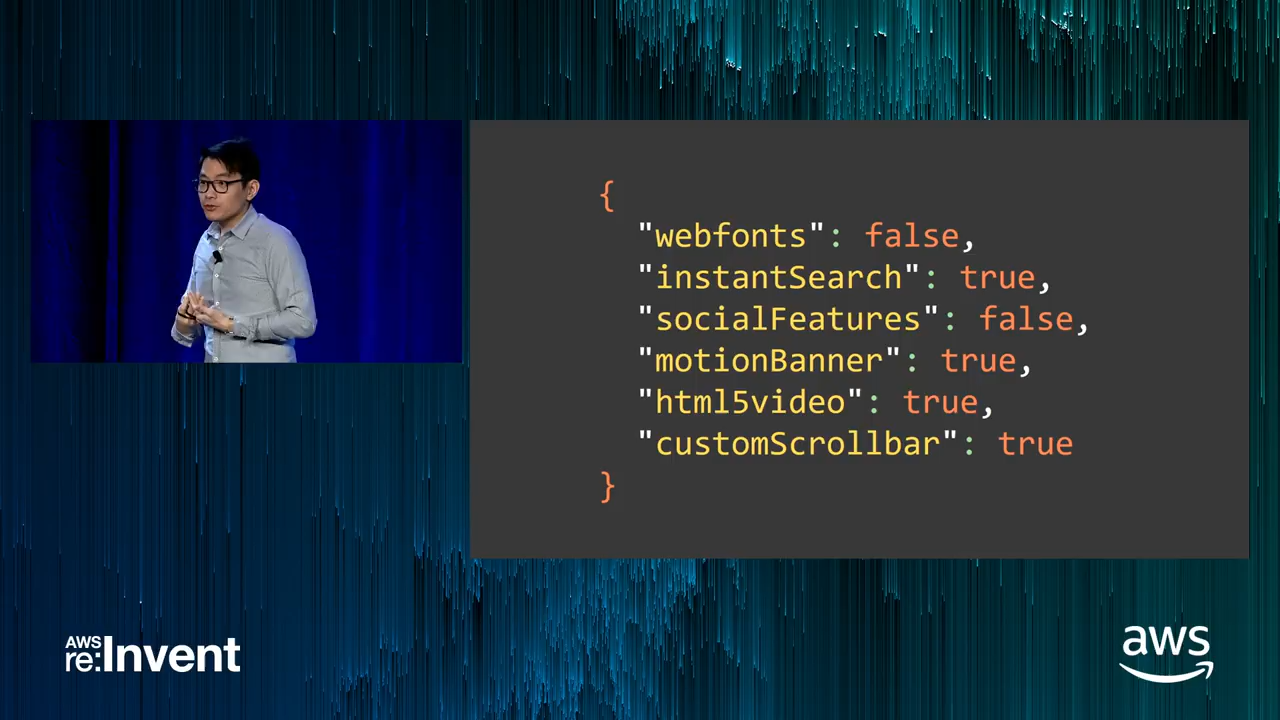 {
"webfonts": false,
"instantSearch": true,
"socialFeatures": false,
"motionBanner": true,
"html5video": true,
"customScrollbar": true
}
AWS
re:Invent
aws